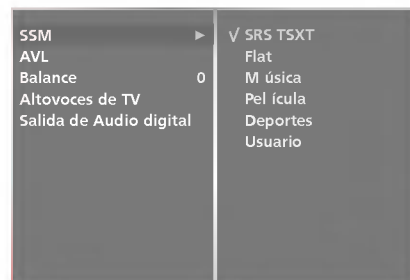 SSM ▶
AVL
Balance 0
Altovoces de TV
Salida de Audio digital
√ SRS TSXT
Flat
M úsica
Pel ícula
Deportes
Usuario